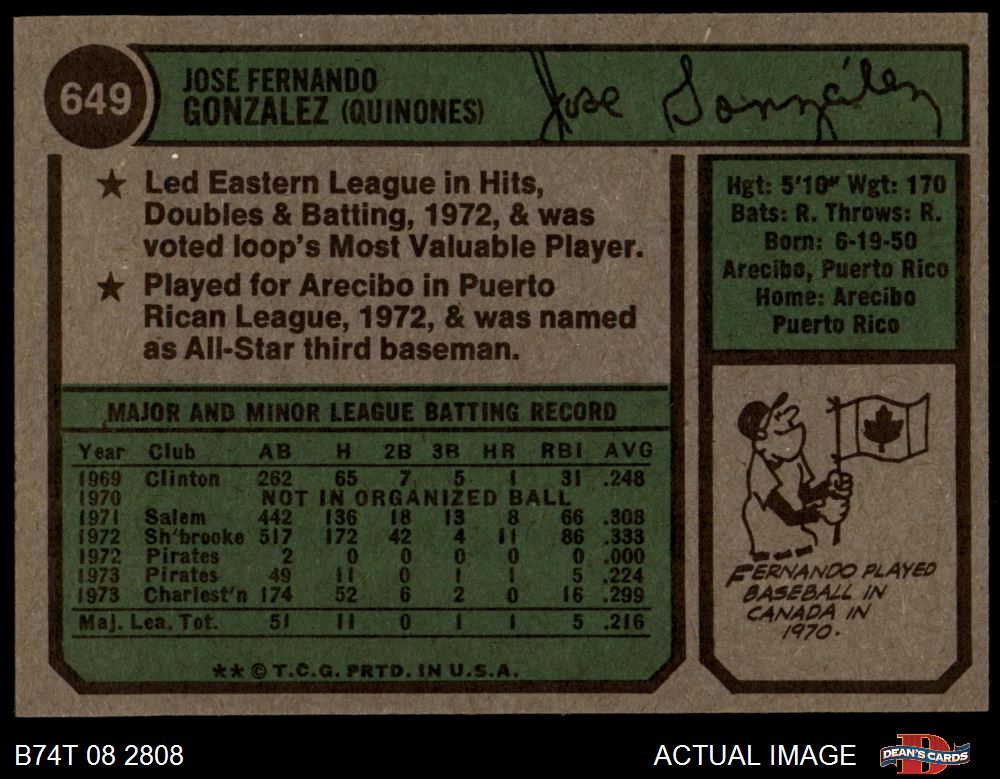 649
JOSE FERNANDO
GONZALEZ (QUINONES)
Jose González
★ Led Eastern League in Hits,
Doubles & Batting, 1972, & was
voted loop's Most Valuable Player.
★ Played for Arecibo in Puerto
Rican League, 1972, & was named
as All-Star third baseman.
Hgt: 5'10" Wgt: 170
Bats: R. Throws: R.
Born: 6-19-50
Arecibo, Puerto Rico
Home: Arecibo
Puerto Rico
MAJOR AND MINOR LEAGUE BATTING RECORD
Year Club AB H 2B 3B HR RBI AVG
1969 Clinton 262 65 7 5 1 31 .248
1970 NOT IN ORGANIZED BALL
1971 Salem 442 136 18 13 8 66 .308
1972 Sh'brooke 517 172 42 4 11 86 .333
1972 Pirates 2 0 0 0 0 0 .000
1973 Pirates 49 11 0 1 1 5 .224
1973 Charlest'n 174 52 6 2 0 16 .299
Maj. Lea. Tot. 51 11 0 1 1 5 .216
** © T.C.G. PRTD. IN U.S.A.
FERNANDO PLAYED
BASEBALL IN
CANADA IN
1970.
B74T 08 2808
ACTUAL IMAGE
DEAN'S CARDS